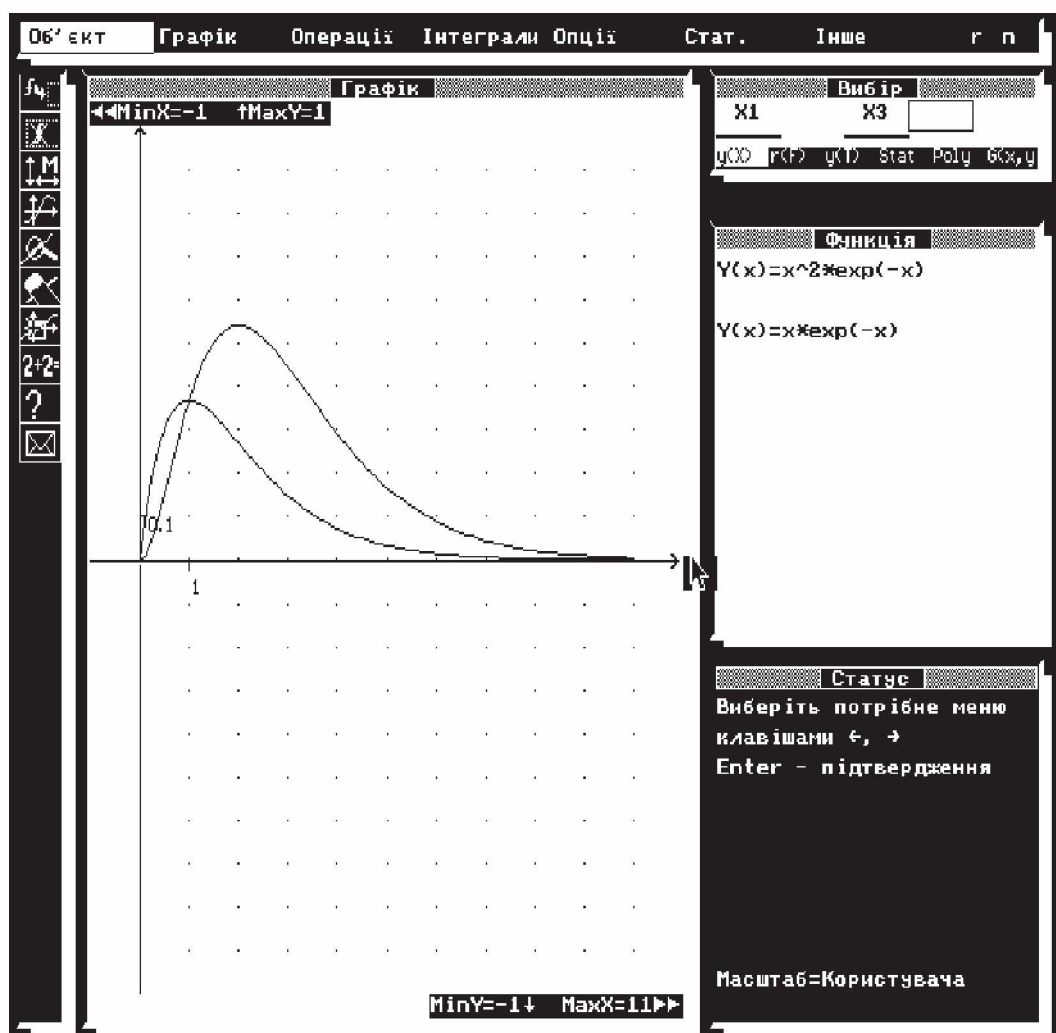 Об'єкт Графік Операції Інтеграли Опції Стат. Інше r n
Графік
◄◄MinX=-1 ↑MaxY=1
0.1
1
MinY=-1↓ MaxX=11►►
2+2=
?
Вибір
X1 X3
y(X) r(F) y(T) Stat Poly G(x,y
Функція
Y(x)=x^2*exp(-x)
Y(x)=x*exp(-x)
Статус
Виберіть потрібне меню
клавішами ←, →
Enter - підтвердження
Масштаб=Користувача